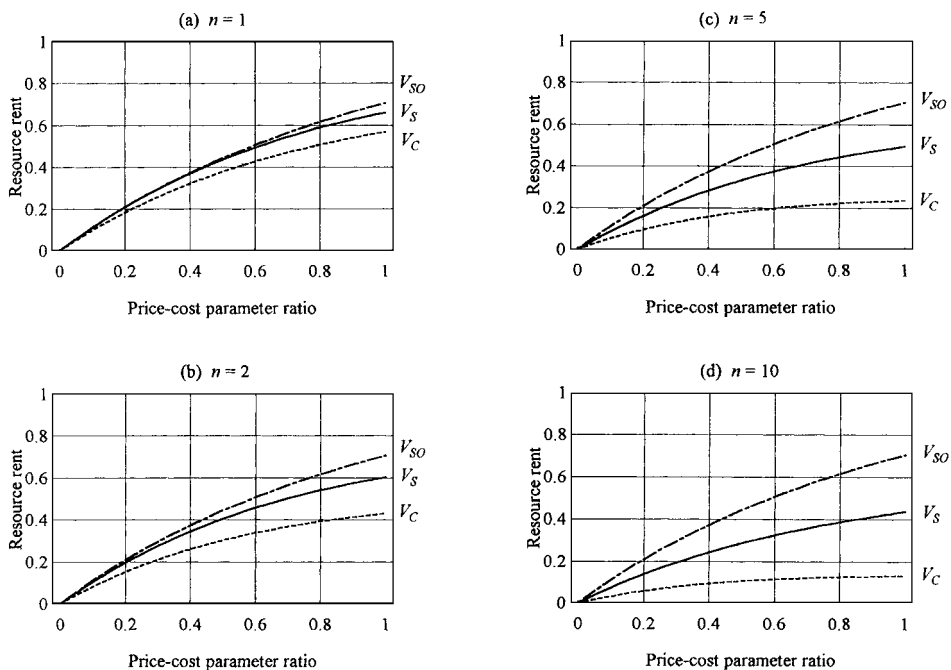 (a) n = 1
1
0.8
0.6
0.4
0.2
0
Resource rent
V_SO
V_S
V_C
0 0.2 0.4 0.6 0.8 1
Price-cost parameter ratio
(c) n = 5
1
0.8
0.6
0.4
0.2
0
Resource rent
V_SO
V_S
V_C
0 0.2 0.4 0.6 0.8 1
Price-cost parameter ratio
(b) n = 2
1
0.8
0.6
0.4
0.2
0
Resource rent
V_SO
V_S
V_C
0 0.2 0.4 0.6 0.8 1
Price-cost parameter ratio
(d) n = 10
1
0.8
0.6
0.4
0.2
0
Resource rent
V_SO
V_S
V_C
0 0.2 0.4 0.6 0.8 1
Price-cost parameter ratio